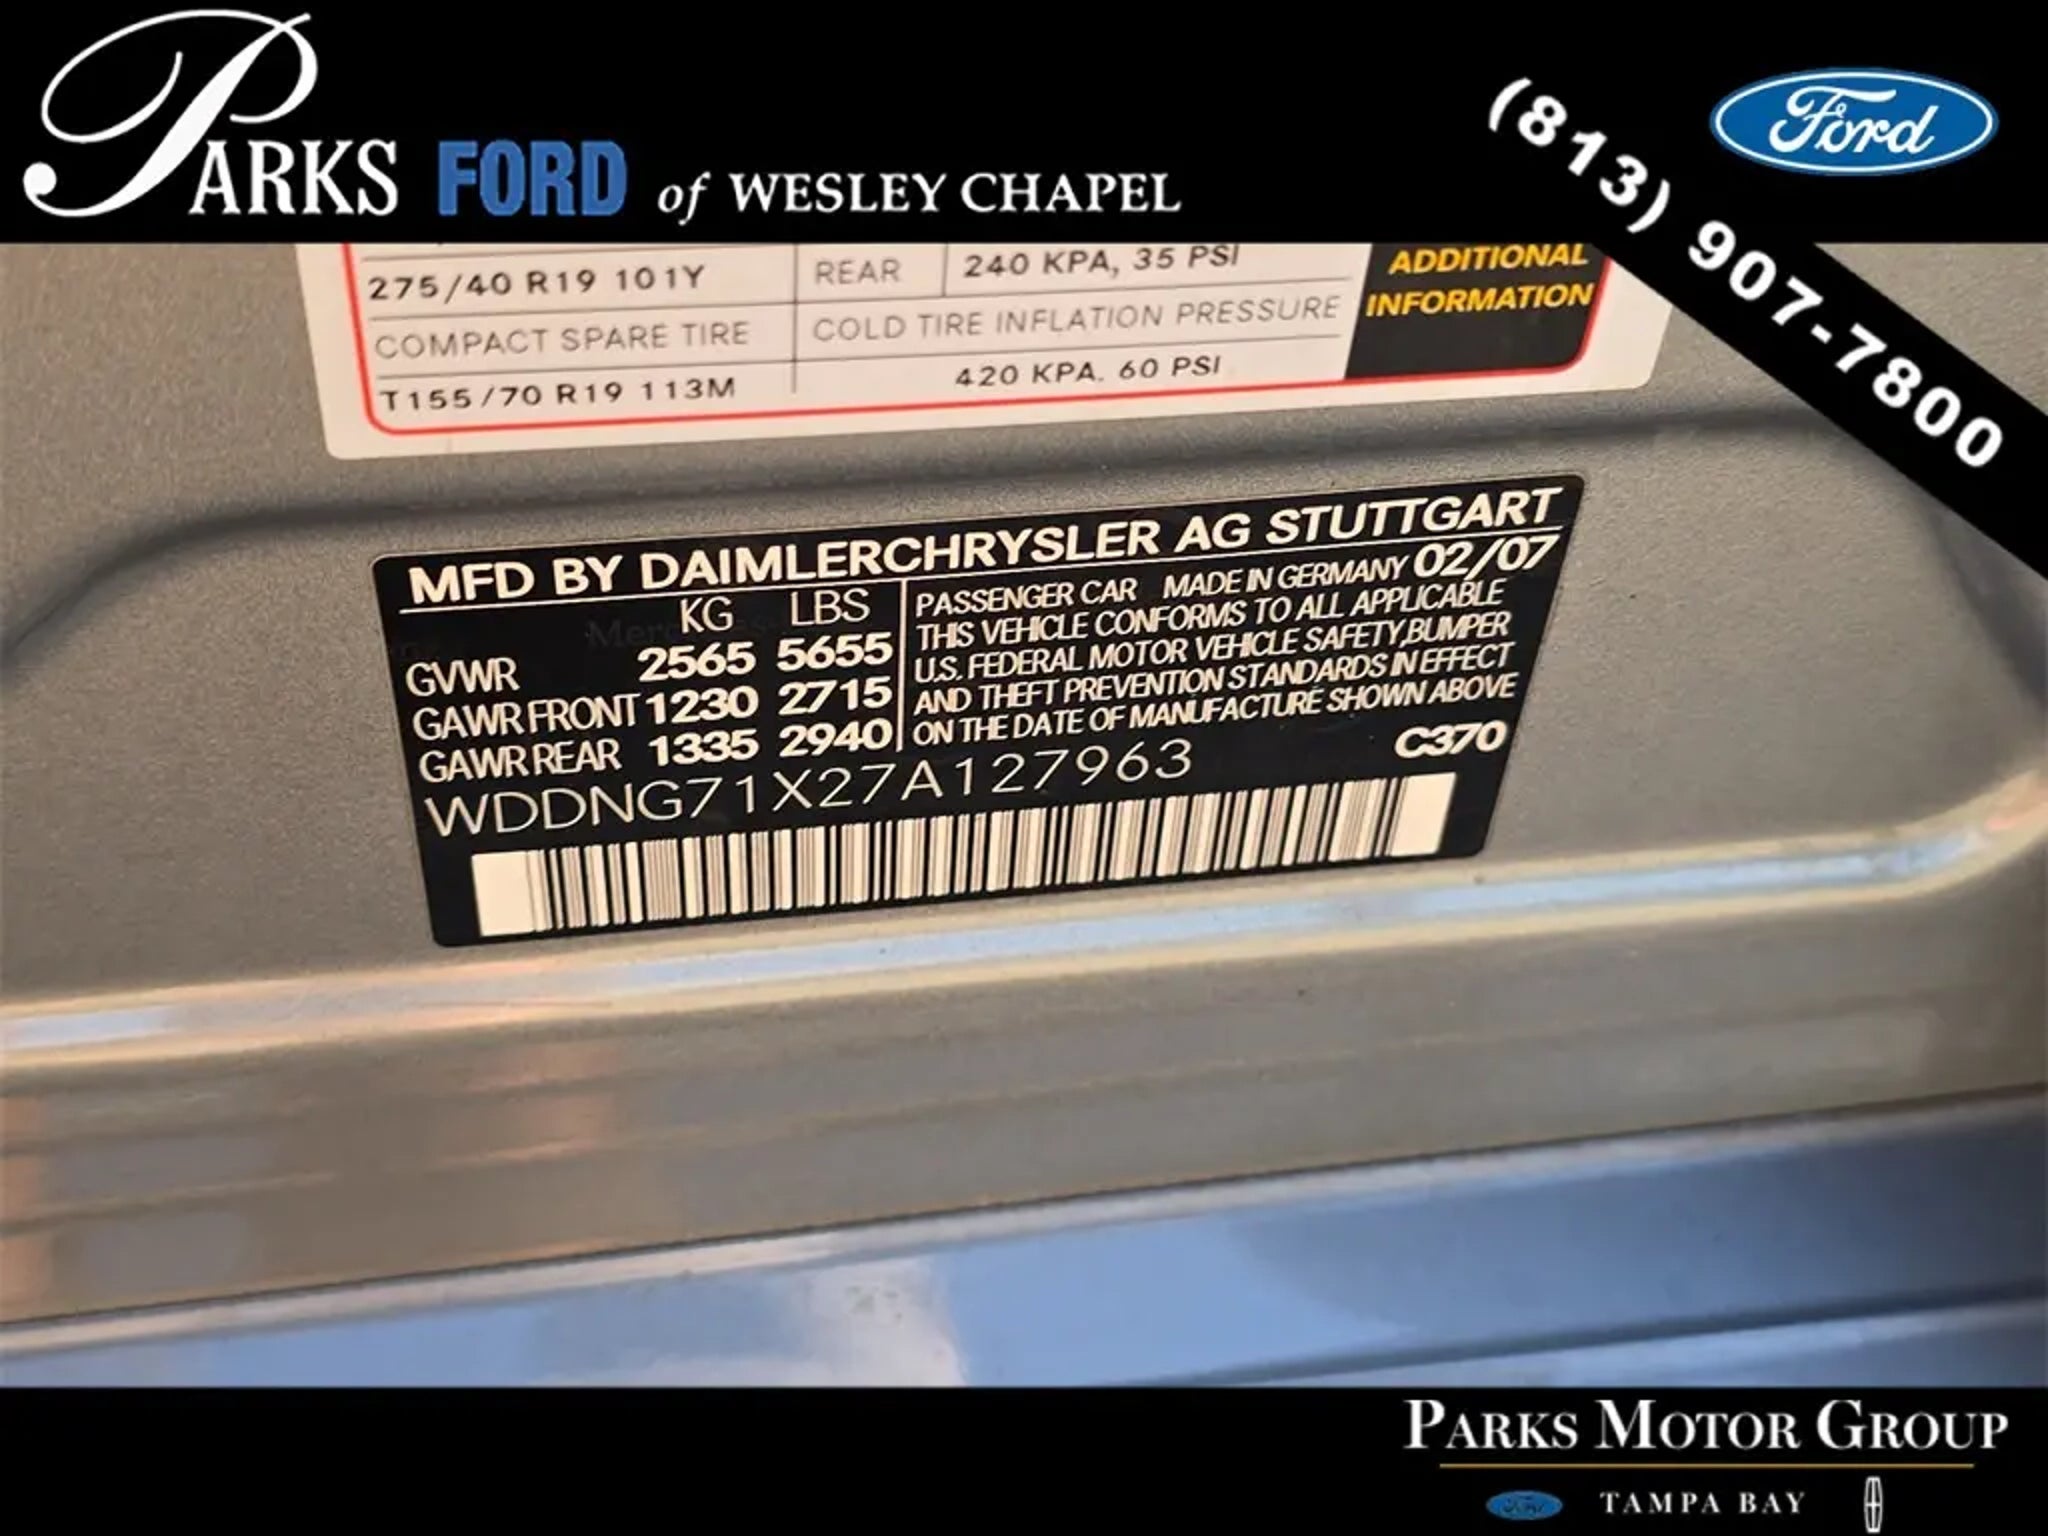 PARKS FORD of WESLEY CHAPEL
Ford
(813) 907-7800
275/40 R19 101Y REAR 240 KPA, 35 PSI
ADDITIONAL
INFORMATION
COMPACT SPARE TIRE COLD TIRE INFLATION PRESSURE
T155/70 R19 113M 420 KPA. 60 PSI
MFD BY DAIMLERCHRYSLER AG STUTTGART
KG LBS
GVWR 2565 5655
GAWR FRONT 1230 2715
GAWR REAR 1335 2940
PASSENGER CAR MADE IN GERMANY 02/07
THIS VEHICLE CONFORMS TO ALL APPLICABLE
U.S. FEDERAL MOTOR VEHICLE SAFETY, BUMPER
AND THEFT PREVENTION STANDARDS IN EFFECT
ON THE DATE OF MANUFACTURE SHOWN ABOVE
WDDNG71X27A127963
C370
PARKS MOTOR GROUP
Ford TAMPA BAY